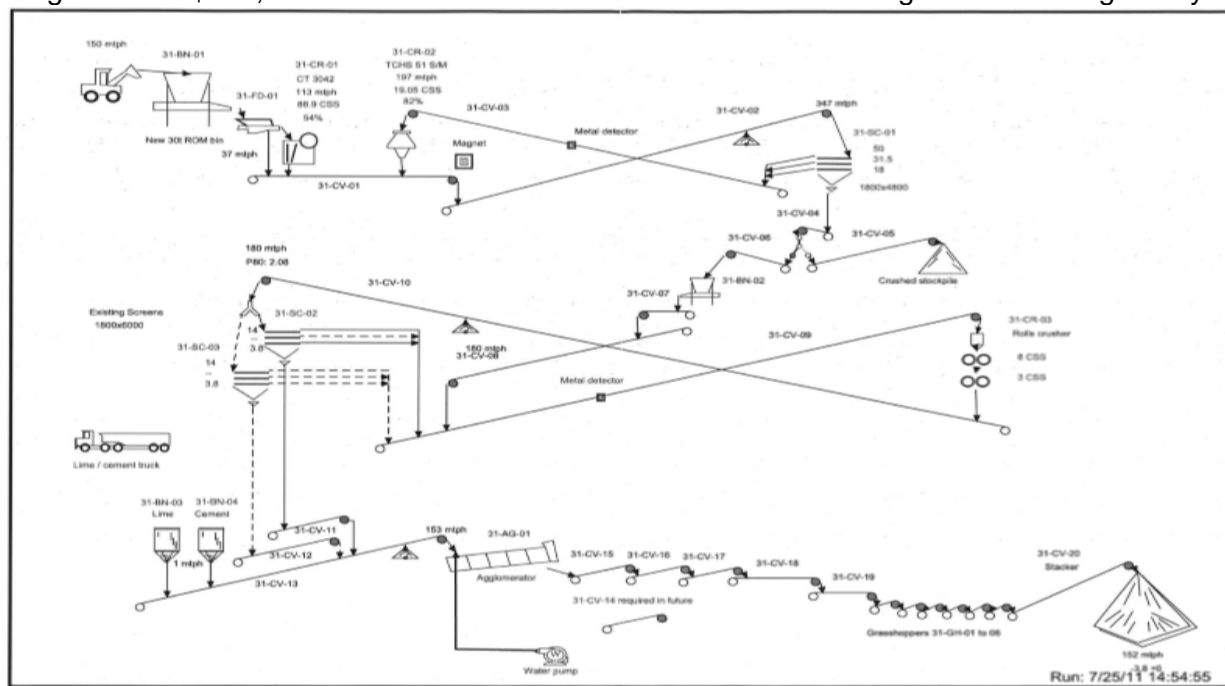 150 mtph
31-BN-01
31-CR-01
CT 3042
113 mtph
88.9 CSS
54%
31-CR-02
TCHS 51 S/M
197 mtph
19.05 CSS
82%
31-CV-03
31-CV-02
347 mtph
31-FD-01
Metal detector
31-SC-01
50
31.5
18
1800x4800
New 30t ROM bin
37 mtph
Magnet
31-CV-01
31-CV-04
31-CV-06
31-CV-05
180 mtph
P80: 2.08
31-CV-10
31-BN-02
Crushed stockpile
31-CV-07
Existing Screens
1800x6000
31-SC-02
14
--
3.8
31-CV-09
31-CR-03
Rolls crusher
8 CSS
3 CSS
180 mtph
31-CV-08
31-SC-03
14
--
3.8
Metal detector
Lime / cement truck
31-BN-03
Lime
31-BN-04
Cement
1 mtph
31-CV-11
31-CV-12
31-CV-13
153 mtph
31-AG-01
Agglomerator
31-CV-15
31-CV-16
31-CV-17
31-CV-18
31-CV-19
31-CV-20
Stacker
31-CV-14 required in future
Grasshoppers 31-GH-01 to 06
Water pump
152 mtph
-3.8 +0
Run: 7/25/11 14:54:55